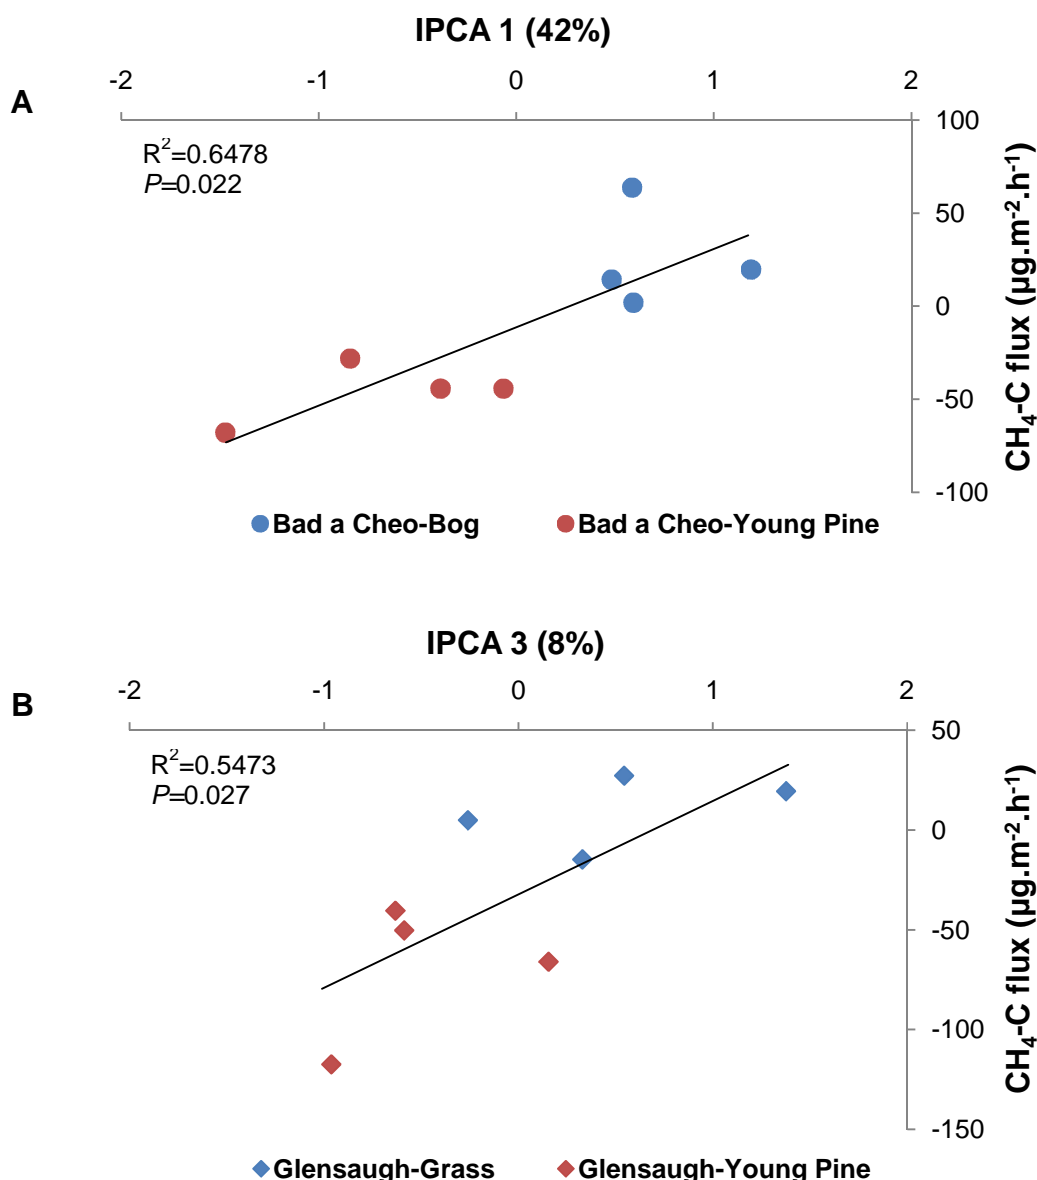 IPCA 1 (42%)
-2 -1 0 1 2
A
R²=0.6478
P=0.022
100
50
0
-50
-100
CH₄-C flux (µg.m⁻².h⁻¹)
Bad a Cheo-Bog Bad a Cheo-Young Pine
IPCA 3 (8%)
-2 -1 0 1 2
B
R²=0.5473
P=0.027
50
0
-50
-100
-150
CH₄-C flux (µg.m⁻².h⁻¹)
Glensaugh-Grass Glensaugh-Young Pine